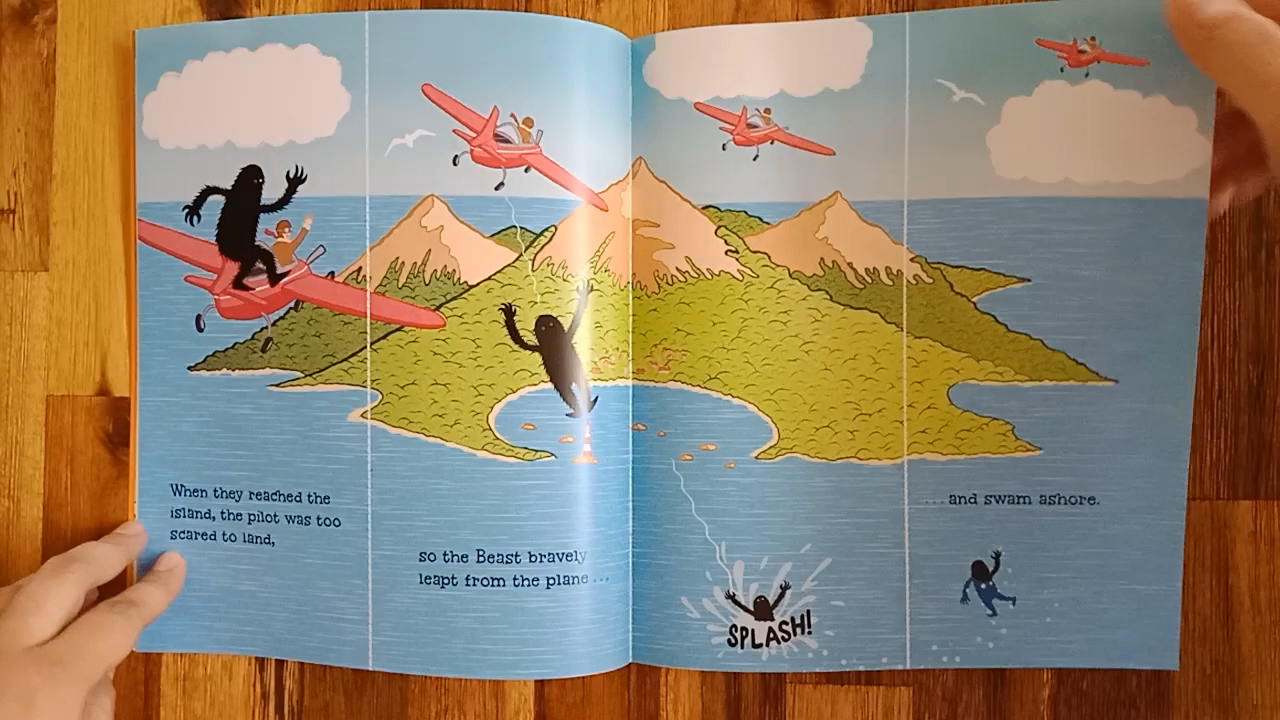 When they reached the
island, the pilot was too
scared to land,
so the Beast bravely
leapt from the plane ...
SPLASH!
... and swam ashore.